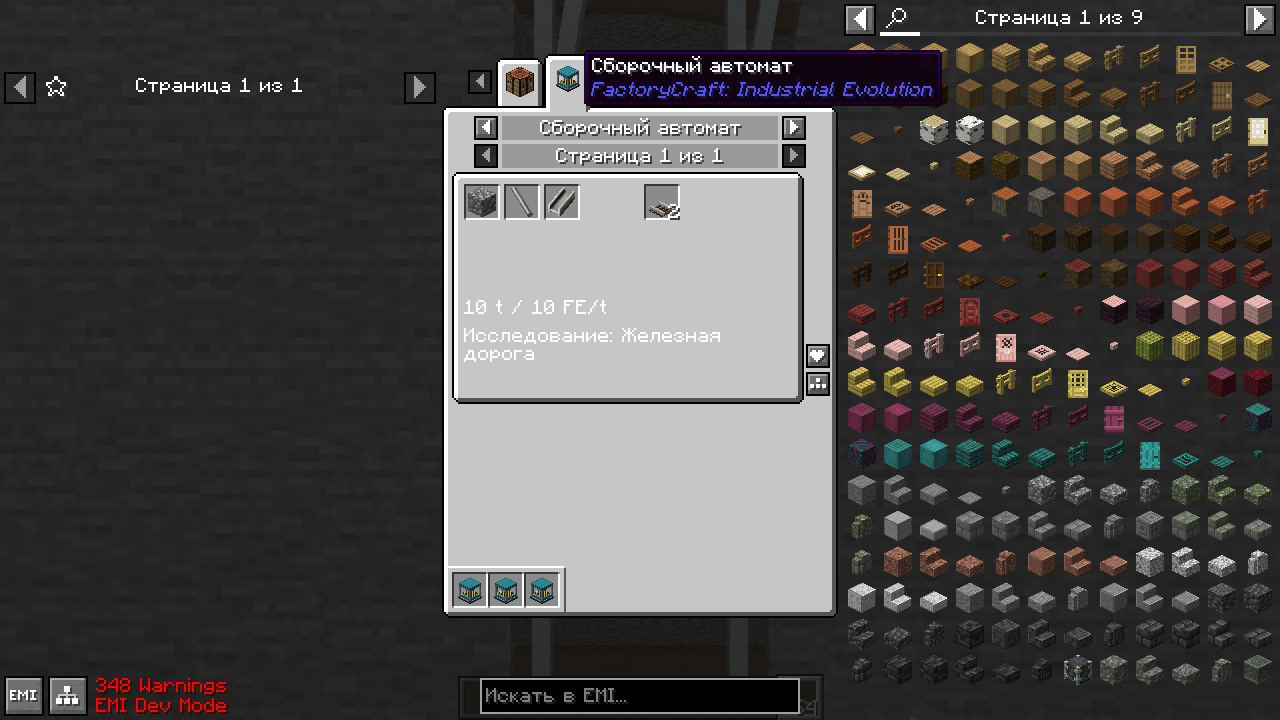 Страница 1 из 9
Сборочный автомат
FactoryCraft: Industrial Evolution
Страница 1 из 1
Сборочный автомат
Страница 1 из 1
2
10 t / 10 FE/t
Исследование: Железная
дорога
EMI
348 Warnings
EMI Dev Mode
Искать в EMI...
64